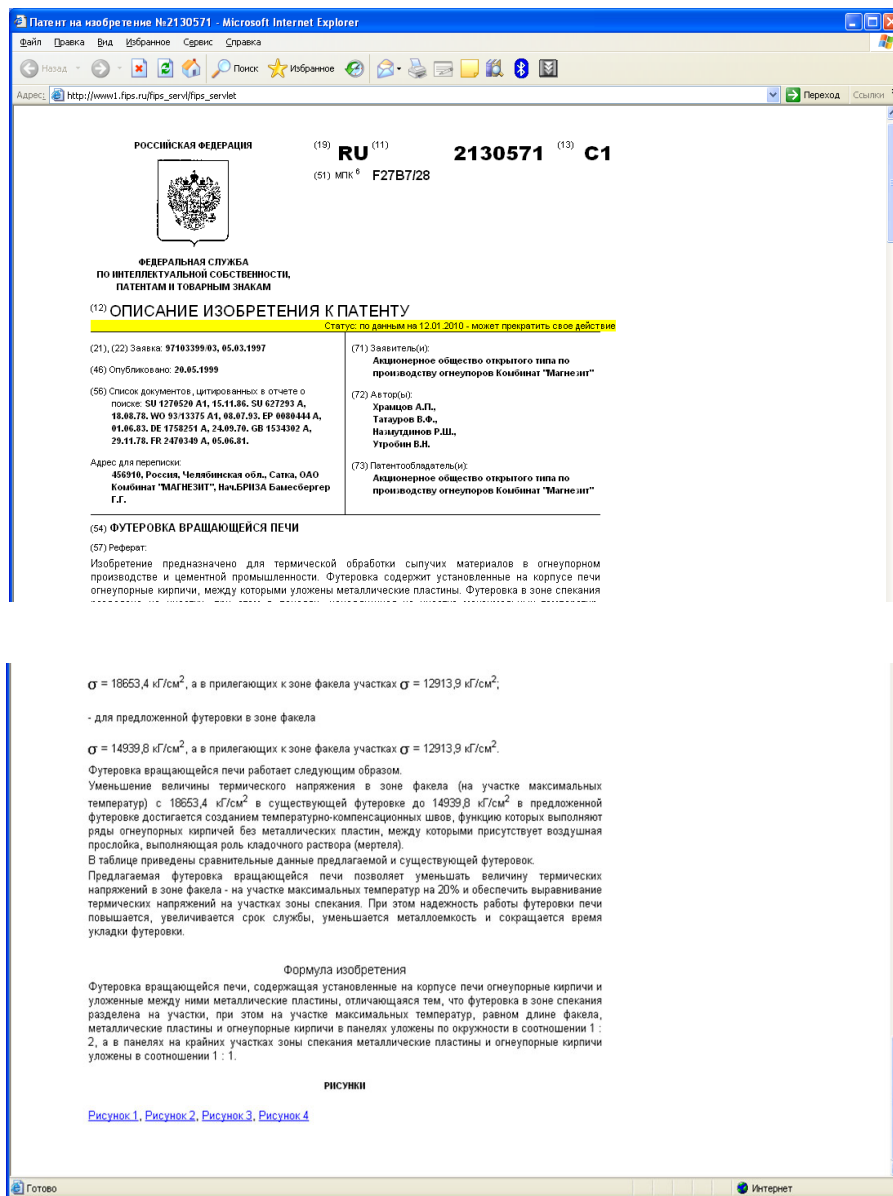 Патент на изобретение №2130571 - Microsoft Internet Explorer
Файл Правка Вид Избранное Сервис Справка
Назад Поиск Избранное
Адрес: http://www1.fips.ru/fips_servl/fips_servlet Переход Ссылки
РОССИЙСКАЯ ФЕДЕРАЦИЯ
(19) RU (11) 2130571 (13) C1
(51) МПК 6 F27B7/28
ФЕДЕРАЛЬНАЯ СЛУЖБА
ПО ИНТЕЛЛЕКТУАЛЬНОЙ СОБСТВЕННОСТИ,
ПАТЕНТАМ И ТОВАРНЫМ ЗНАКАМ
(12) ОПИСАНИЕ ИЗОБРЕТЕНИЯ К ПАТЕНТУ
Статус: по данным на 12.01.2010 - может прекратить свое действие
(21), (22) Заявка: 97103399/03, 05.03.1997
(46) Опубликовано: 20.05.1999
(56) Список документов, цитированных в отчете о
поиске: SU 1270520 A1, 15.11.86. SU 627293 A,
18.08.78. WO 93/13375 A1, 08.07.93. EP 0080444 A,
01.06.83. DE 1758251 A, 24.09.70. GB 1534302 A,
29.11.78. FR 2470349 A, 05.06.81.
Адрес для переписки:
456910, Россия, Челябинская обл., Сатка, ОАО
Комбинат "МАГНЕЗИТ", Нач.БРИЗА Бамесбергер
Г.Г.
(71) Заявитель(и):
Акционерное общество открытого типа по
производству огнеупоров Комбинат "Магнезит"
(72) Автор(ы):
Храмцов А.П.,
Татауров В.Ф.,
Назмутдинов Р.Ш.,
Утробин В.Н.
(73) Патентообладатель(и):
Акционерное общество открытого типа по
производству огнеупоров Комбинат "Магнезит"
(54) ФУТЕРОВКА ВРАЩАЮЩЕЙСЯ ПЕЧИ
(57) Реферат:
Изобретение предназначено для термической обработки сыпучих материалов в огнеупорном
производстве и цементной промышленности. Футеровка содержит установленные на корпусе печи
огнеупорные кирпичи, между которыми уложены металлические пластины. Футеровка в зоне спекания
σ = 18653,4 кГ/см², а в прилегающих к зоне факела участках σ = 12913,9 кГ/см²;
- для предложенной футеровки в зоне факела
σ = 14939,8 кГ/см², а в прилегающих к зоне факела участках σ = 12913,9 кГ/см².
Футеровка вращающейся печи работает следующим образом.
Уменьшение величины термического напряжения в зоне факела (на участке максимальных
температур) с 18653,4 кГ/см² в существующей футеровке до 14939,8 кГ/см² в предложенной
футеровке достигается созданием температурно-компенсационных швов, функцию которых выполняют
ряды огнеупорных кирпичей без металлических пластин, между которыми присутствует воздушная
прослойка, выполняющая роль кладочного раствора (мертеля).
В таблице приведены сравнительные данные предлагаемой и существующей футеровок.
Предлагаемая футеровка вращающейся печи позволяет уменьшать величину термических
напряжений в зоне факела - на участке максимальных температур на 20% и обеспечить выравнивание
термических напряжений на участках зоны спекания. При этом надежность работы футеровки печи
повышается, увеличивается срок службы, уменьшается металлоемкость и сокращается время
укладки футеровки.
Формула изобретения
Футеровка вращающейся печи, содержащая установленные на корпусе печи огнеупорные кирпичи и
уложенные между ними металлические пластины, отличающаяся тем, что футеровка в зоне спекания
разделена на участки, при этом на участке максимальных температур, равном длине факела,
металлические пластины и огнеупорные кирпичи в панелях уложены по окружности в соотношении 1 :
2, а в панелях на крайних участках зоны спекания металлические пластины и огнеупорные кирпичи
уложены в соотношении 1 : 1.
РИСУНКИ
Рисунок 1, Рисунок 2, Рисунок 3, Рисунок 4
Готово Интернет